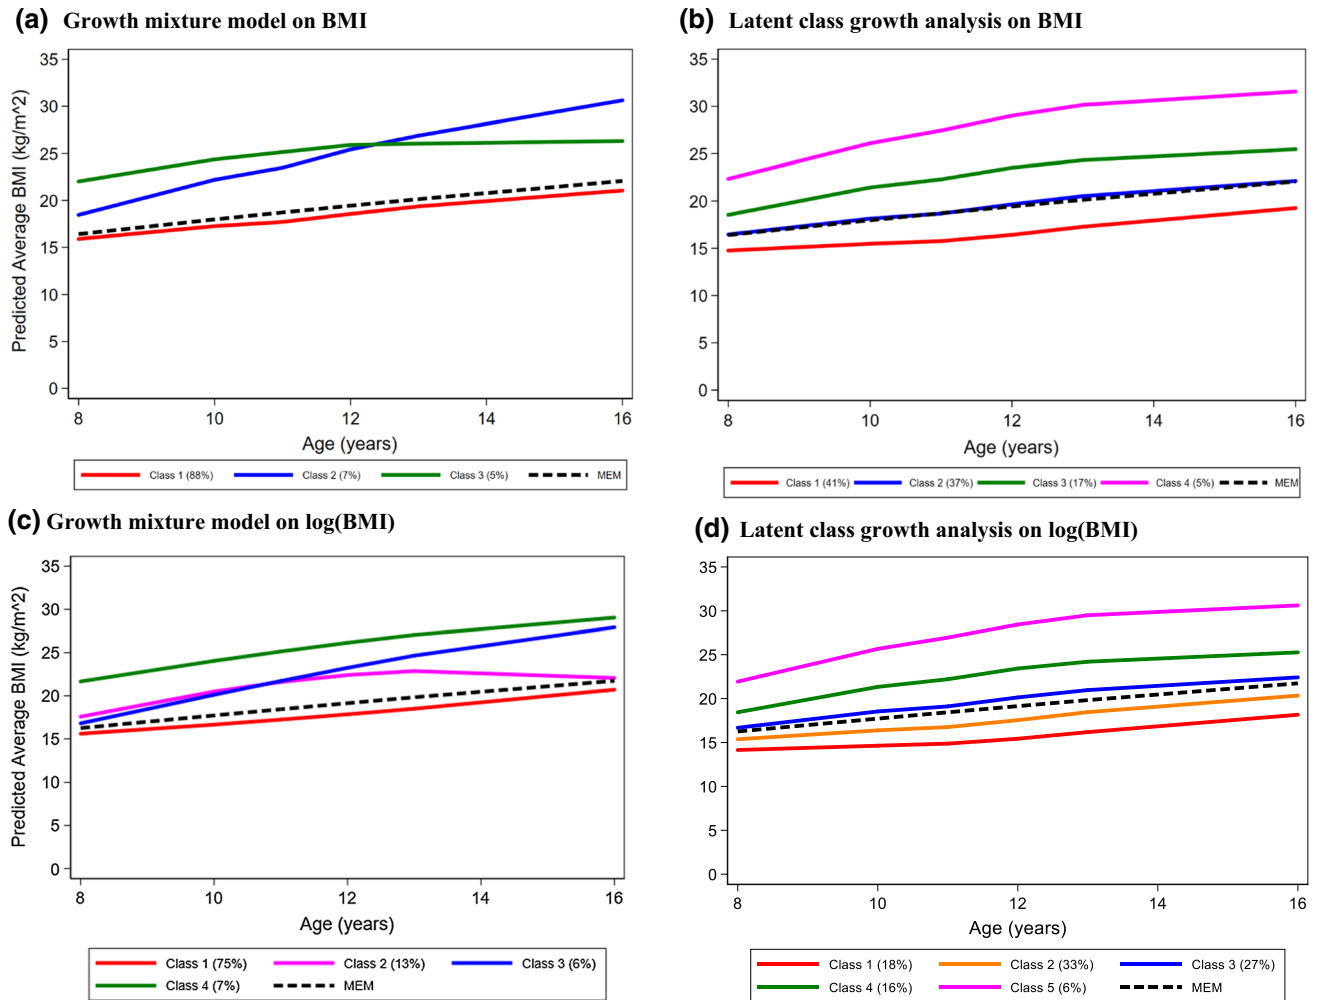 (a) Growth mixture model on BMI
Predicted Average BMI (kg/m^2)
35
30
25
20
15
10
5
0
8 10 12 14 16
Age (years)
Class 1 (88%) Class 2 (7%) Class 3 (5%) MEM
(b) Latent class growth analysis on BMI
35
30
25
20
15
10
5
0
8 10 12 14 16
Age (years)
Class 1 (41%) Class 2 (37%) Class 3 (17%) Class 4 (5%) MEM
(c) Growth mixture model on log(BMI)
Predicted Average BMI (kg/m^2)
35
30
25
20
15
10
5
0
8 10 12 14 16
Age (years)
Class 1 (75%) Class 2 (13%) Class 3 (6%)
Class 4 (7%) MEM
(d) Latent class growth analysis on log(BMI)
35
30
25
20
15
10
5
0
8 10 12 14 16
Age (years)
Class 1 (18%) Class 2 (33%) Class 3 (27%)
Class 4 (16%) Class 5 (6%) MEM